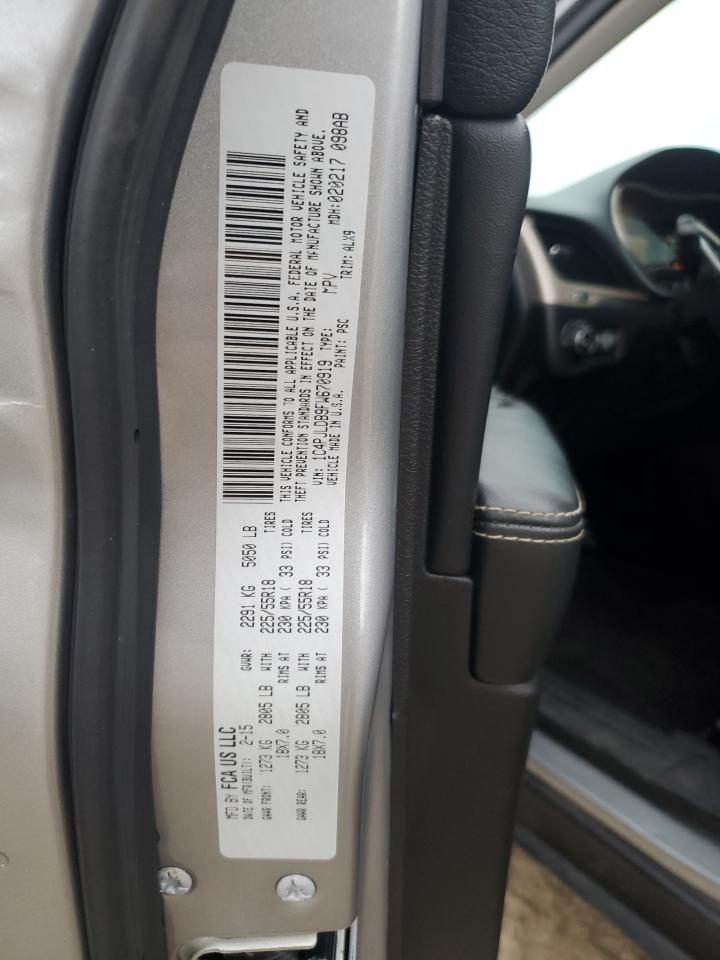 MFD BY FCA US LLC
DATE OF MFR(BUILT): 2-15 GVWR: 2291 KG 5050 LB
GAWR FRONT: 1273 KG 2805 LB WITH 225/55R18 TIRES
18X7.0 RIMS AT 230 KPA ( 33 PSI) COLD
GAWR REAR: 1273 KG 2805 LB WITH 225/55R18 TIRES
18X7.0 RIMS AT 230 KPA ( 33 PSI) COLD
THIS VEHICLE CONFORMS TO ALL APPLICABLE U.S.A. FEDERAL MOTOR VEHICLE SAFETY AND
THEFT PREVENTION STANDARDS IN EFFECT ON THE DATE OF MANUFACTURE SHOWN ABOVE.
VIN: 1C4PJLDB9FW670919 TYPE: MPV MDH:020217 098AB
VEHICLE MADE IN U.S.A. PAINT: PSC TRIM: ALX9